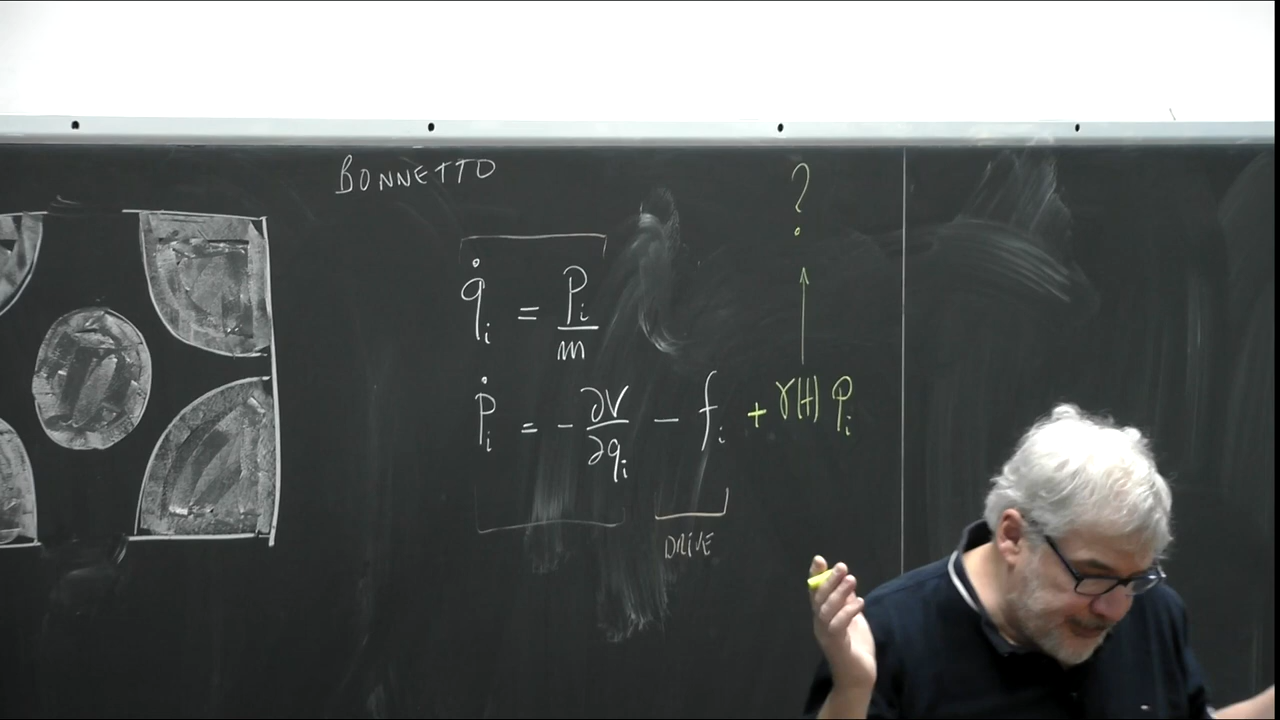 BONNETTO
?
q̇ᵢ = pᵢ/m
ṗᵢ = - ∂V/∂qᵢ - fᵢ + γ(t) pᵢ
DRIVE